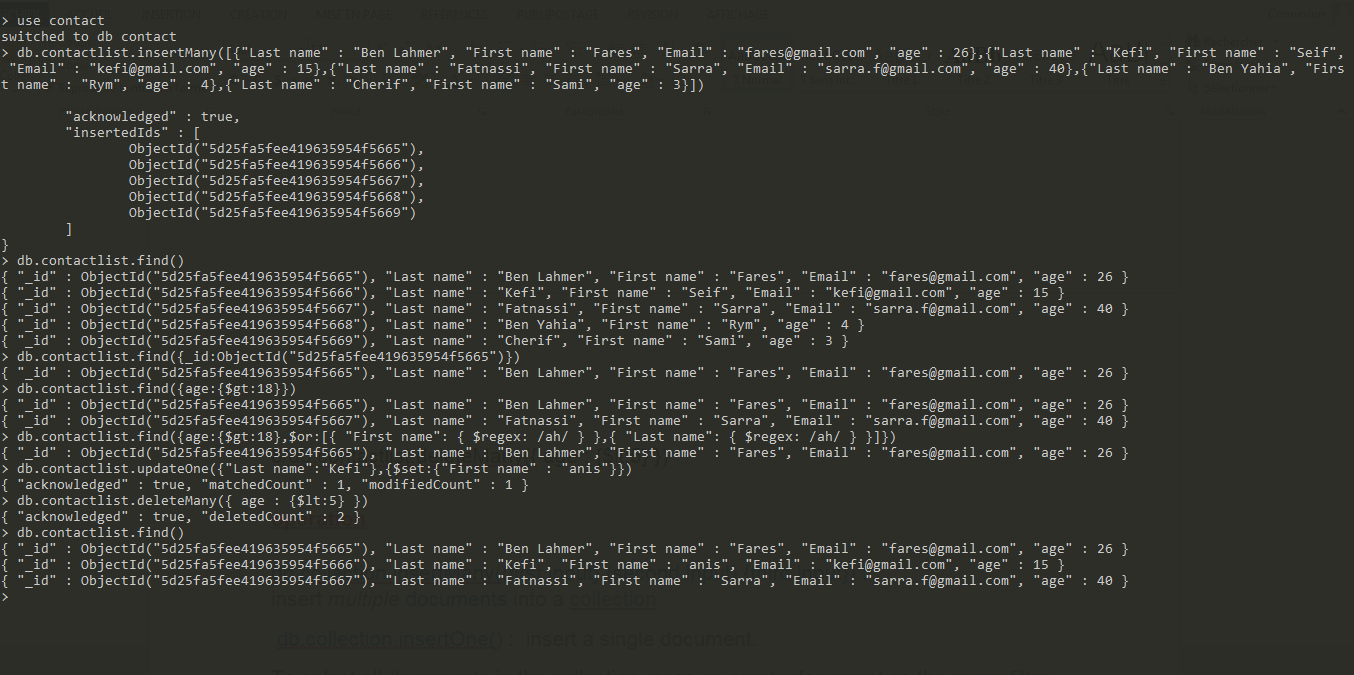 > use contact
switched to db contact
> db.contactlist.insertMany([{"Last name" : "Ben Lahmer", "First name" : "Fares", "Email" : "fares@gmail.com", "age" : 26},{"Last name" : "Kefi", "First name" : "Seif",
"Email" : "kefi@gmail.com", "age" : 15},{"Last name" : "Fatnassi", "First name" : "Sarra", "Email" : "sarra.f@gmail.com", "age" : 40},{"Last name" : "Ben Yahia", "Firs
t name" : "Rym", "age" : 4},{"Last name" : "Cherif", "First name" : "Sami", "age" : 3}])
"acknowledged" : true,
"insertedIds" : [
ObjectId("5d25fa5fee419635954f5665"),
ObjectId("5d25fa5fee419635954f5666"),
ObjectId("5d25fa5fee419635954f5667"),
ObjectId("5d25fa5fee419635954f5668"),
ObjectId("5d25fa5fee419635954f5669")
]
}
> db.contactlist.find()
{ "_id" : ObjectId("5d25fa5fee419635954f5665"), "Last name" : "Ben Lahmer", "First name" : "Fares", "Email" : "fares@gmail.com", "age" : 26 }
{ "_id" : ObjectId("5d25fa5fee419635954f5666"), "Last name" : "Kefi", "First name" : "Seif", "Email" : "kefi@gmail.com", "age" : 15 }
{ "_id" : ObjectId("5d25fa5fee419635954f5667"), "Last name" : "Fatnassi", "First name" : "Sarra", "Email" : "sarra.f@gmail.com", "age" : 40 }
{ "_id" : ObjectId("5d25fa5fee419635954f5668"), "Last name" : "Ben Yahia", "First name" : "Rym", "age" : 4 }
{ "_id" : ObjectId("5d25fa5fee419635954f5669"), "Last name" : "Cherif", "First name" : "Sami", "age" : 3 }
> db.contactlist.find({_id:ObjectId("5d25fa5fee419635954f5665")})
{ "_id" : ObjectId("5d25fa5fee419635954f5665"), "Last name" : "Ben Lahmer", "First name" : "Fares", "Email" : "fares@gmail.com", "age" : 26 }
> db.contactlist.find({age:{$gt:18}})
{ "_id" : ObjectId("5d25fa5fee419635954f5665"), "Last name" : "Ben Lahmer", "First name" : "Fares", "Email" : "fares@gmail.com", "age" : 26 }
{ "_id" : ObjectId("5d25fa5fee419635954f5667"), "Last name" : "Fatnassi", "First name" : "Sarra", "Email" : "sarra.f@gmail.com", "age" : 40 }
> db.contactlist.find({age:{$gt:18},$or:[{ "First name": { $regex: /ah/ } },{ "Last name": { $regex: /ah/ } }]})
{ "_id" : ObjectId("5d25fa5fee419635954f5665"), "Last name" : "Ben Lahmer", "First name" : "Fares", "Email" : "fares@gmail.com", "age" : 26 }
> db.contactlist.updateOne({"Last name":"Kefi"},{$set:{"First name" : "anis"}})
{ "acknowledged" : true, "matchedCount" : 1, "modifiedCount" : 1 }
> db.contactlist.deleteMany({ age : {$lt:5} })
{ "acknowledged" : true, "deletedCount" : 2 }
> db.contactlist.find()
{ "_id" : ObjectId("5d25fa5fee419635954f5665"), "Last name" : "Ben Lahmer", "First name" : "Fares", "Email" : "fares@gmail.com", "age" : 26 }
{ "_id" : ObjectId("5d25fa5fee419635954f5666"), "Last name" : "Kefi", "First name" : "anis", "Email" : "kefi@gmail.com", "age" : 15 }
{ "_id" : ObjectId("5d25fa5fee419635954f5667"), "Last name" : "Fatnassi", "First name" : "Sarra", "Email" : "sarra.f@gmail.com", "age" : 40 }
>
insert multiple documents into a collection
db.collection.insertOne() : insert a single document